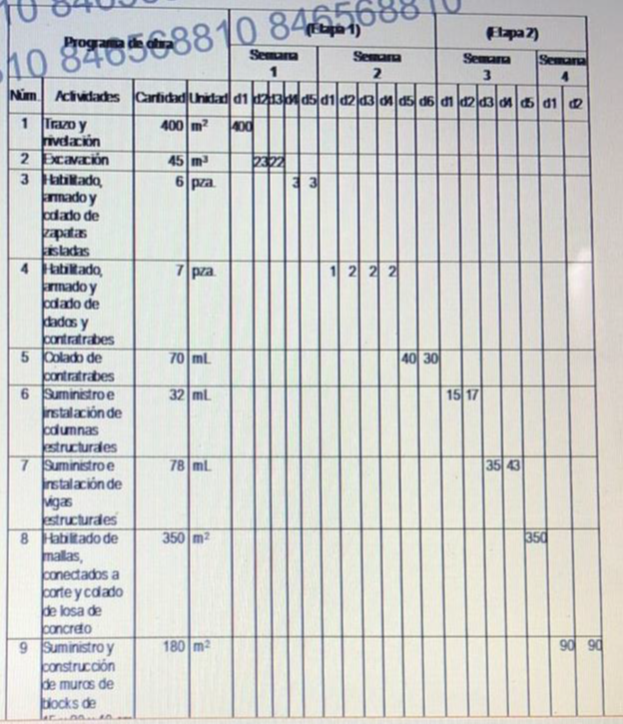 10 846568810
10 846568810 846568810
Programa de obra (Etapa 1) (Etapa 2)
Semana Semana Semana Semana
1 2 3 4
Núm. Actividades Cantidad Unidad d1 d2 d3 d4 d5 d1 d2 d3 d4 d5 d6 d1 d2 d3 d4 d5 d1 d2
1 Trazo y 400 m² 400
nivelación
2 Excavación 45 m³ 23 22
3 Habilitado, 6 pza. 3 3
armado y
colado de
zapatas
aisladas
4 Habilitado, 7 pza. 1 2 2 2
armado y
colado de
dados y
contratrabes
5 Colado de 70 mL 40 30
contratrabes
6 Suministro e 32 mL 15 17
instalación de
columnas
estructurales
7 Suministro e 78 mL 35 43
instalación de
vigas
estructurales
8 Habilitado de 350 m² 350
mallas,
conectados a
corte y colado
de losa de
concreto
9 Suministro y 180 m² 90 90
construcción
de muros de
blocks de